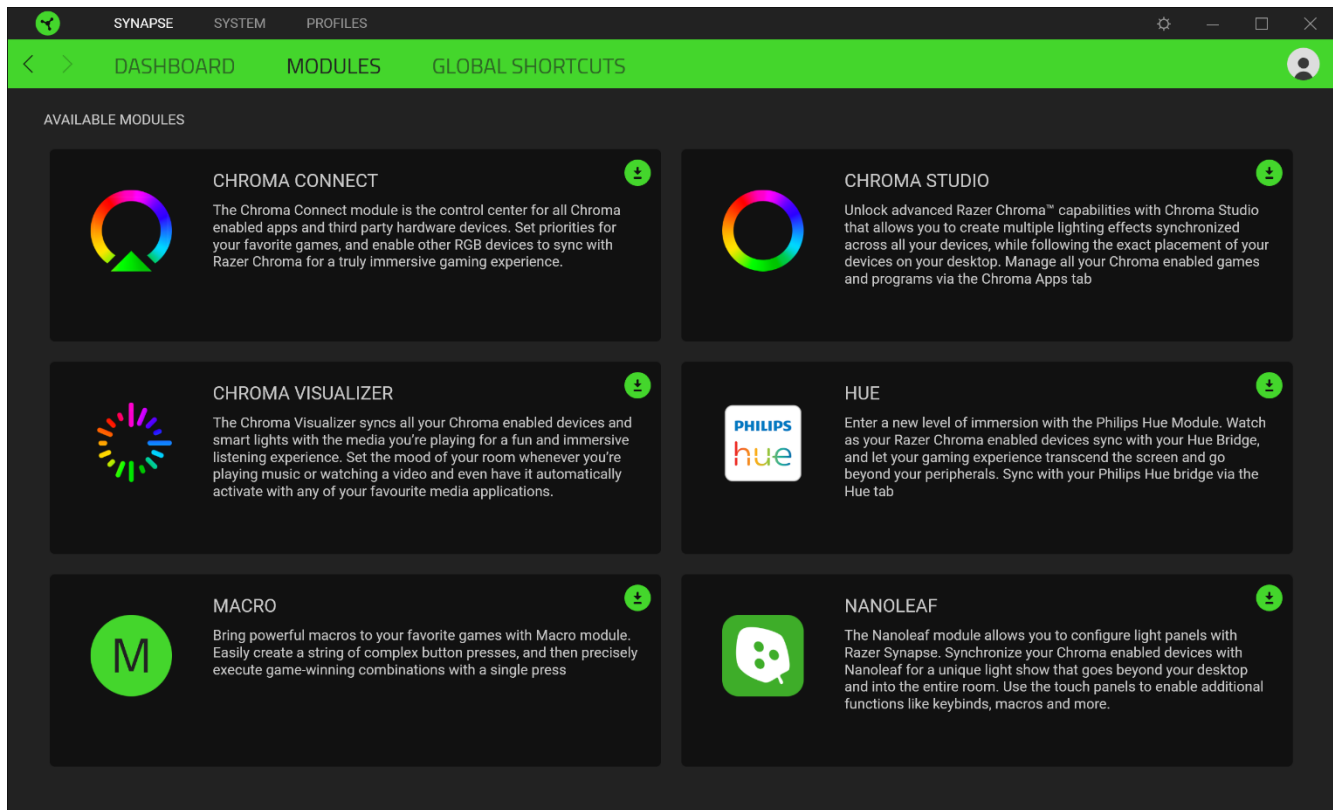 SYNAPSE SYSTEM PROFILES
DASHBOARD MODULES GLOBAL SHORTCUTS
AVAILABLE MODULES
CHROMA CONNECT
The Chroma Connect module is the control center for all Chroma
enabled apps and third party hardware devices. Set priorities for
your favorite games, and enable other RGB devices to sync with
Razer Chroma for a truly immersive gaming experience.
CHROMA STUDIO
Unlock advanced Razer Chroma™ capabilities with Chroma Studio
that allows you to create multiple lighting effects synchronized
across all your devices, while following the exact placement of your
devices on your desktop. Manage all your Chroma enabled games
and programs via the Chroma Apps tab
CHROMA VISUALIZER
The Chroma Visualizer syncs all your Chroma enabled devices and
smart lights with the media you’re playing for a fun and immersive
listening experience. Set the mood of your room whenever you’re
playing music or watching a video and even have it automatically
activate with any of your favourite media applications.
PHILIPS
hue
HUE
Enter a new level of immersion with the Philips Hue Module. Watch
as your Razer Chroma enabled devices sync with your Hue Bridge,
and let your gaming experience transcend the screen and go
beyond your peripherals. Sync with your Philips Hue bridge via the
Hue tab
M
MACRO
Bring powerful macros to your favorite games with Macro module.
Easily create a string of complex button presses, and then precisely
execute game-winning combinations with a single press
NANOLEAF
The Nanoleaf module allows you to configure light panels with
Razer Synapse. Synchronize your Chroma enabled devices with
Nanoleaf for a unique light show that goes beyond your desktop
and into the entire room. Use the touch panels to enable additional
functions like keybinds, macros and more.